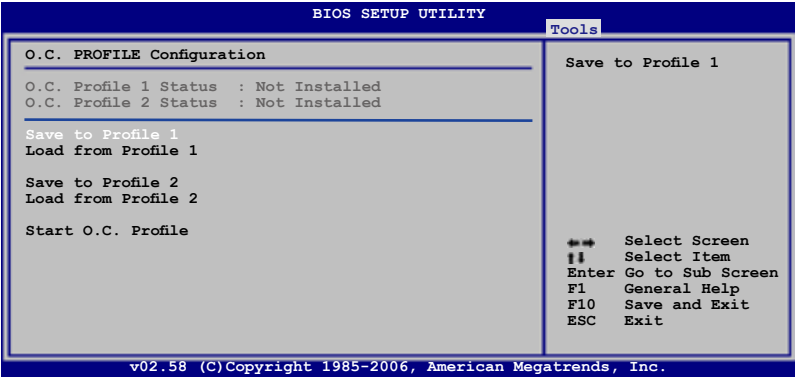 BIOS SETUP UTILITY
Tools
O.C. PROFILE Configuration
O.C. Profile 1 Status : Not Installed
O.C. Profile 2 Status : Not Installed
Save to Profile 1
Load from Profile 1
Save to Profile 2
Load from Profile 2
Start O.C. Profile
Save to Profile 1
Select Screen
Select Item
Enter Go to Sub Screen
F1 General Help
F10 Save and Exit
ESC Exit
v02.58 (C)Copyright 1985-2006, American Megatrends, Inc.